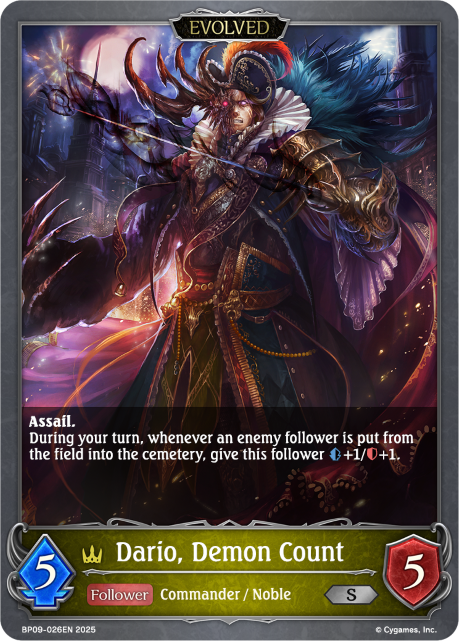 EVOLVED
Assail.
During your turn, whenever an enemy follower is put from
the field into the cemetery, give this follower +1/+1.
Dario, Demon Count
5
Follower Commander / Noble S
5
BP09-026EN 2025 © Cygames, Inc.